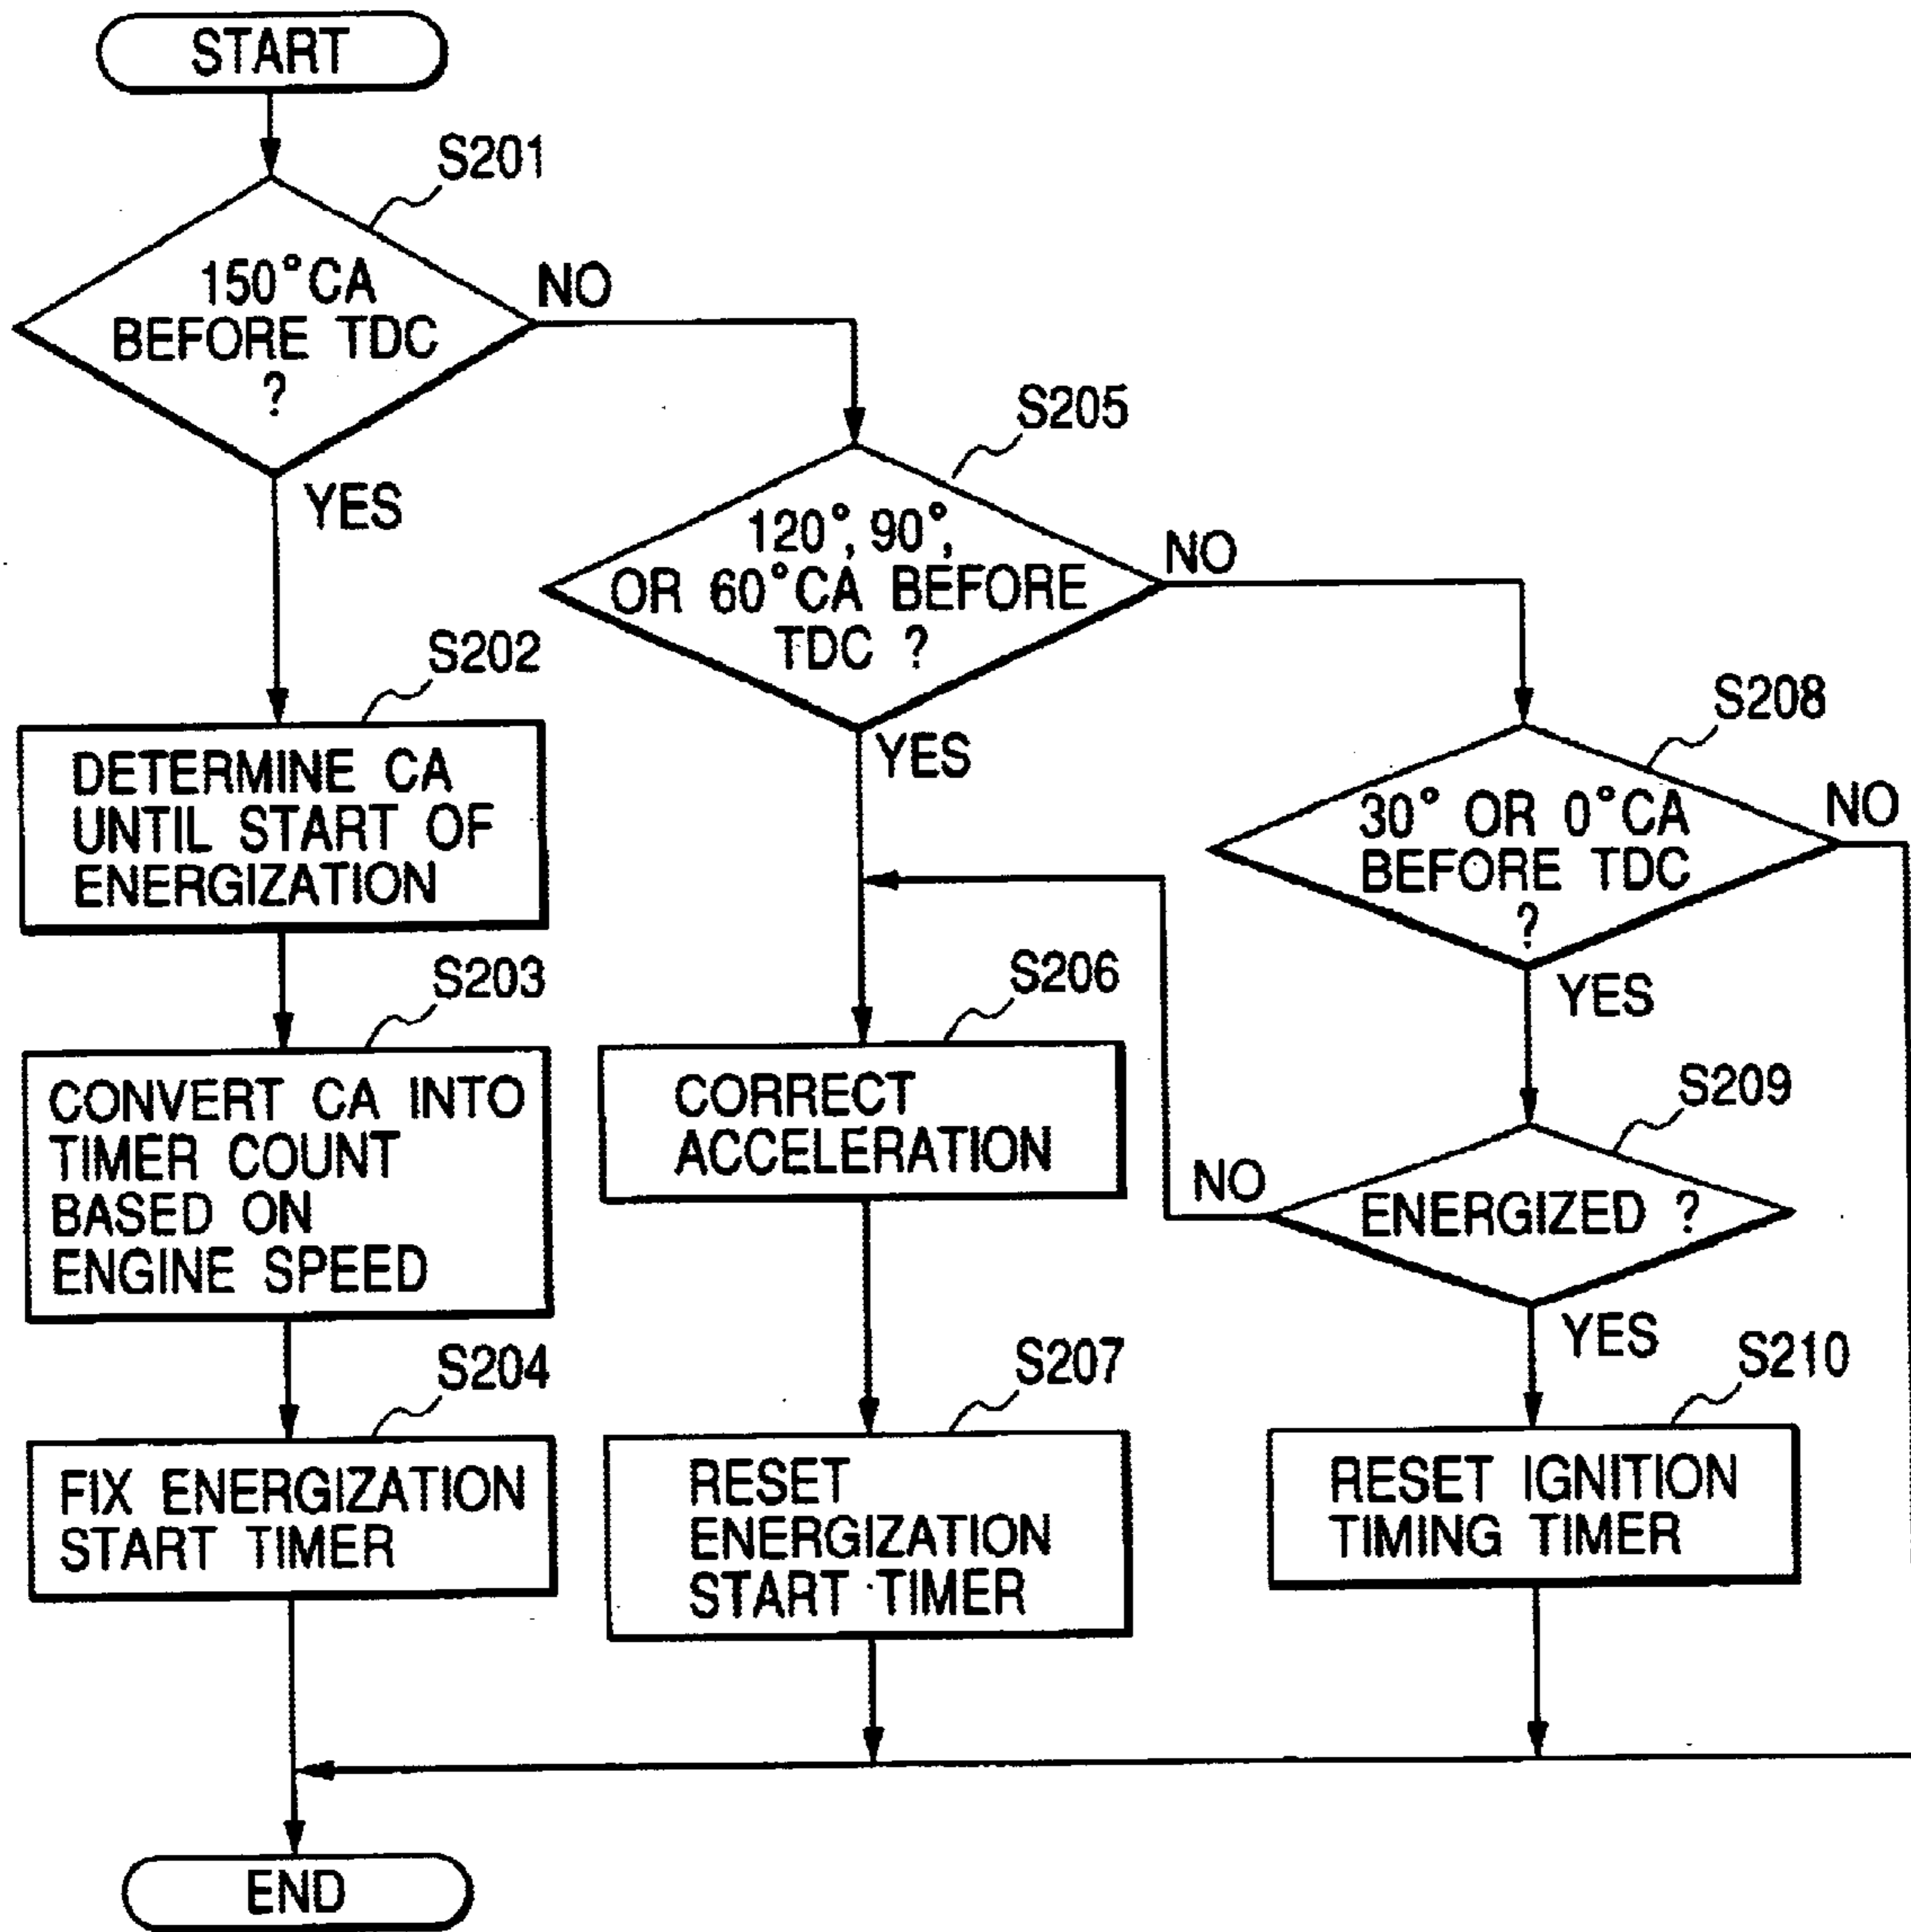 START
S201
150°CA
BEFORE TDC
?
NO
YES
S205
120°, 90°,
OR 60°CA BEFORE
TDC ?
NO
YES
S202
DETERMINE CA
UNTIL START OF
ENERGIZATION
S208
30° OR 0°CA
BEFORE TDC
?
NO
YES
S203
CONVERT CA INTO
TIMER COUNT
BASED ON
ENGINE SPEED
S206
CORRECT
ACCELERATION
S209
ENERGIZED ?
NO
YES
S204
FIX ENERGIZATION
START TIMER
S207
RESET
ENERGIZATION
START TIMER
S210
RESET IGNITION
TIMING TIMER
END